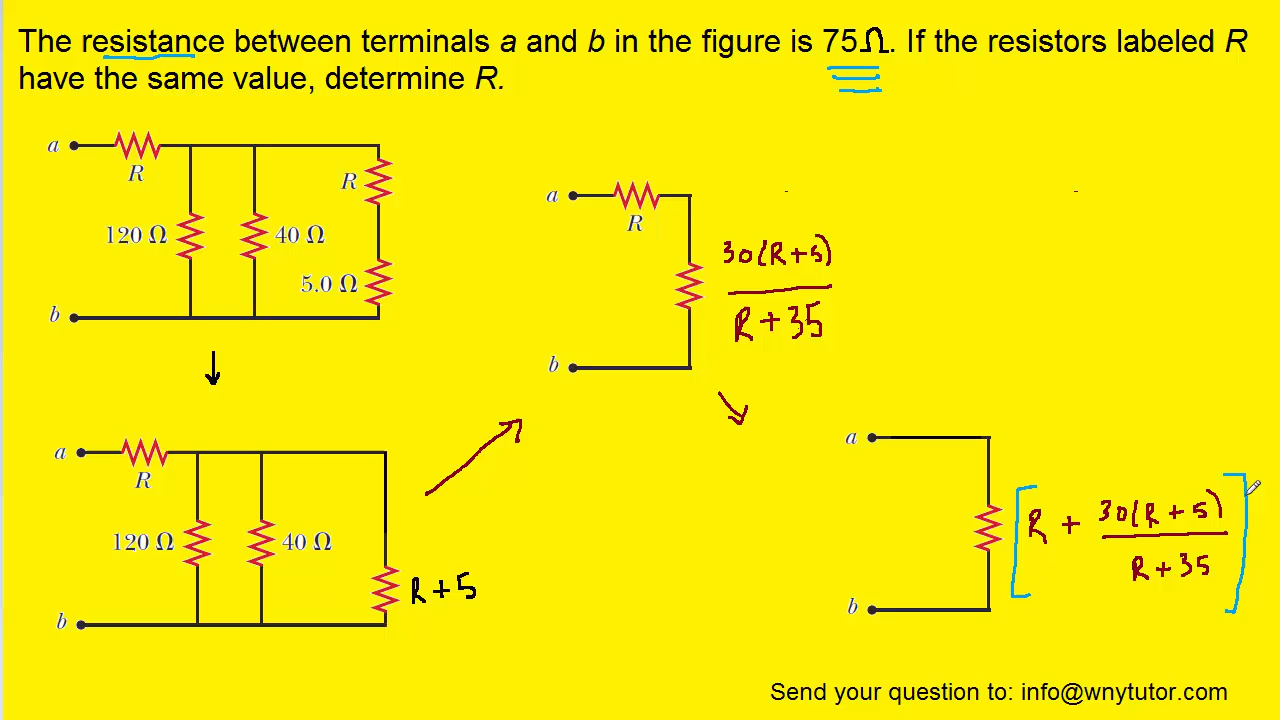 The resistance between terminals a and b in the figure is 75Ω. If the resistors labeled R
have the same value, determine R.
a
R
R
120 Ω
40 Ω
5.0 Ω
b
a
R
30(R+5)
R+35
b
a
R
120 Ω
40 Ω
R+5
b
a
[R + 30(R+5)]
R+35
b
Send your question to: info@wnytutor.com